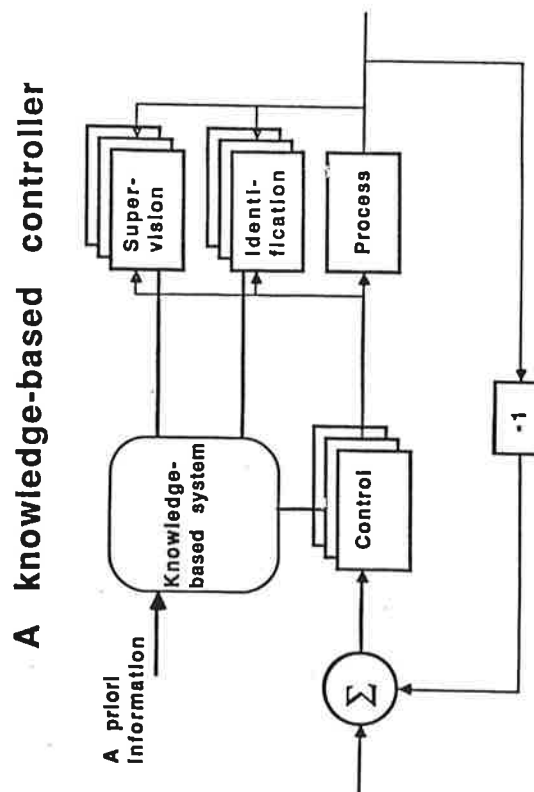 A knowledge-based controller
A priori
Information
Knowledge-
based system
Super-
vision
Identi-
fication
Σ
Control
Process
-1